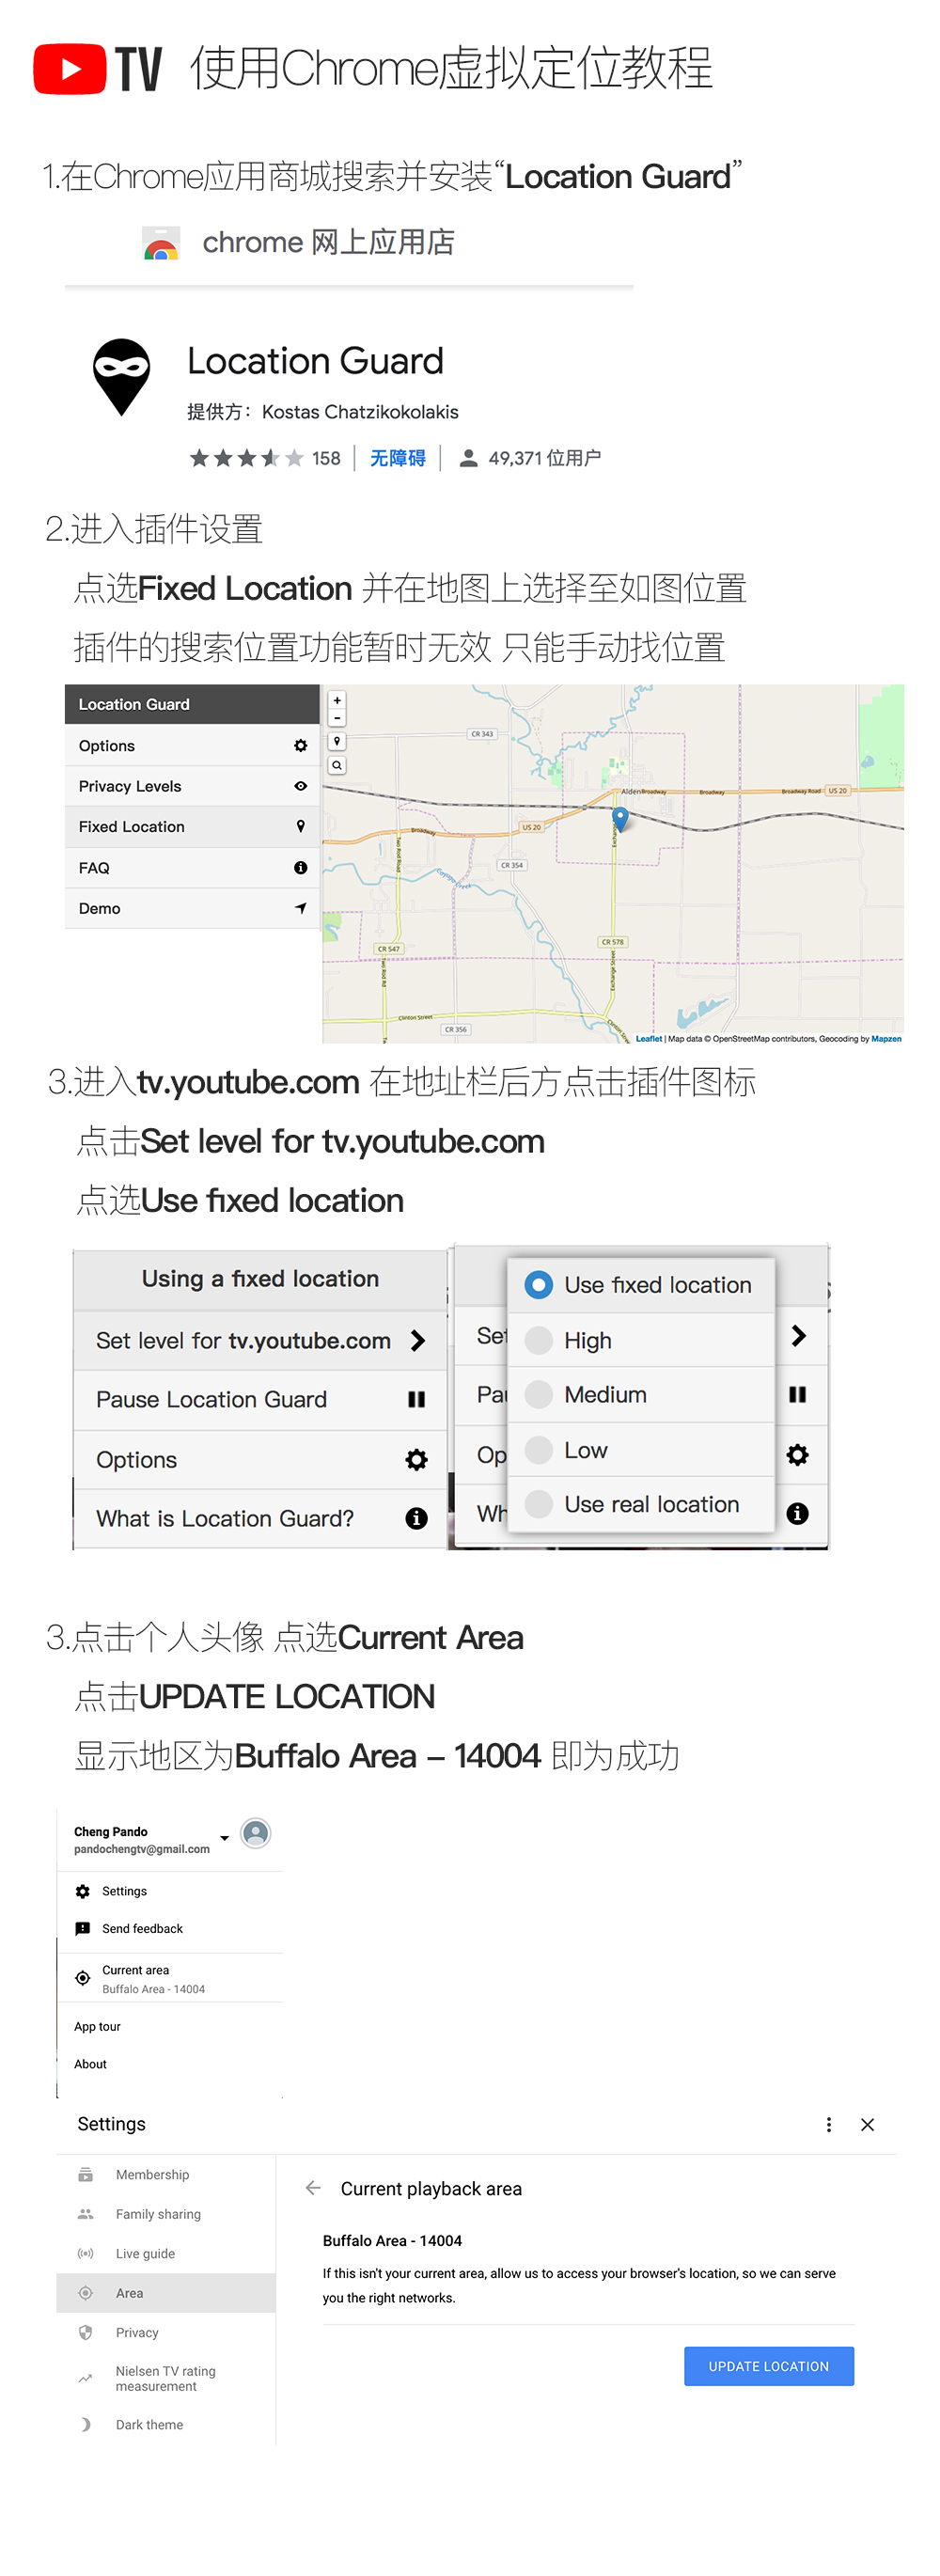 TV 使用Chrome虚拟定位教程
1.在Chrome应用商城搜索并安装“Location Guard”
chrome 网上应用店
Location Guard
提供方： Kostas Chatzikokolakis
158 无障碍 49,371 位用户
2.进入插件设置
点选Fixed Location 并在地图上选择至如图位置
插件的搜索位置功能暂时无效 只能手动找位置
Location Guard
Options
Privacy Levels
Fixed Location
FAQ
Demo
+
-
CR 343
Alden
Broadway
Broadway
Broadway Road
US 20
US 20
Broadway
Exchange Street
Two Rod Road
CR 354
CR 547
CR 578
Two Rod Rd
Exchange Street
Clinton Street
Clinton Street
CR 356
Leaflet | Map data © OpenStreetMap contributors, Geocoding by Mapzen
3.进入tv.youtube.com 在地址栏后方点击插件图标
点击Set level for tv.youtube.com
点选Use fixed location
Using a fixed location
Set level for tv.youtube.com
Pause Location Guard
Options
What is Location Guard?
Use fixed location
High
Medium
Low
Use real location
Set
Pau
Op
Wh
3.点击个人头像 点选Current Area
点击UPDATE LOCATION
显示地区为Buffalo Area – 14004 即为成功
Cheng Pando
pandochengtv@gmail.com
Settings
Send feedback
Current area
Buffalo Area - 14004
App tour
About
Settings
Membership
Family sharing
Live guide
Area
Privacy
Nielsen TV rating
measurement
Dark theme
Current playback area
Buffalo Area - 14004
If this isn't your current area, allow us to access your browser's location, so we can serve
you the right networks.
UPDATE LOCATION